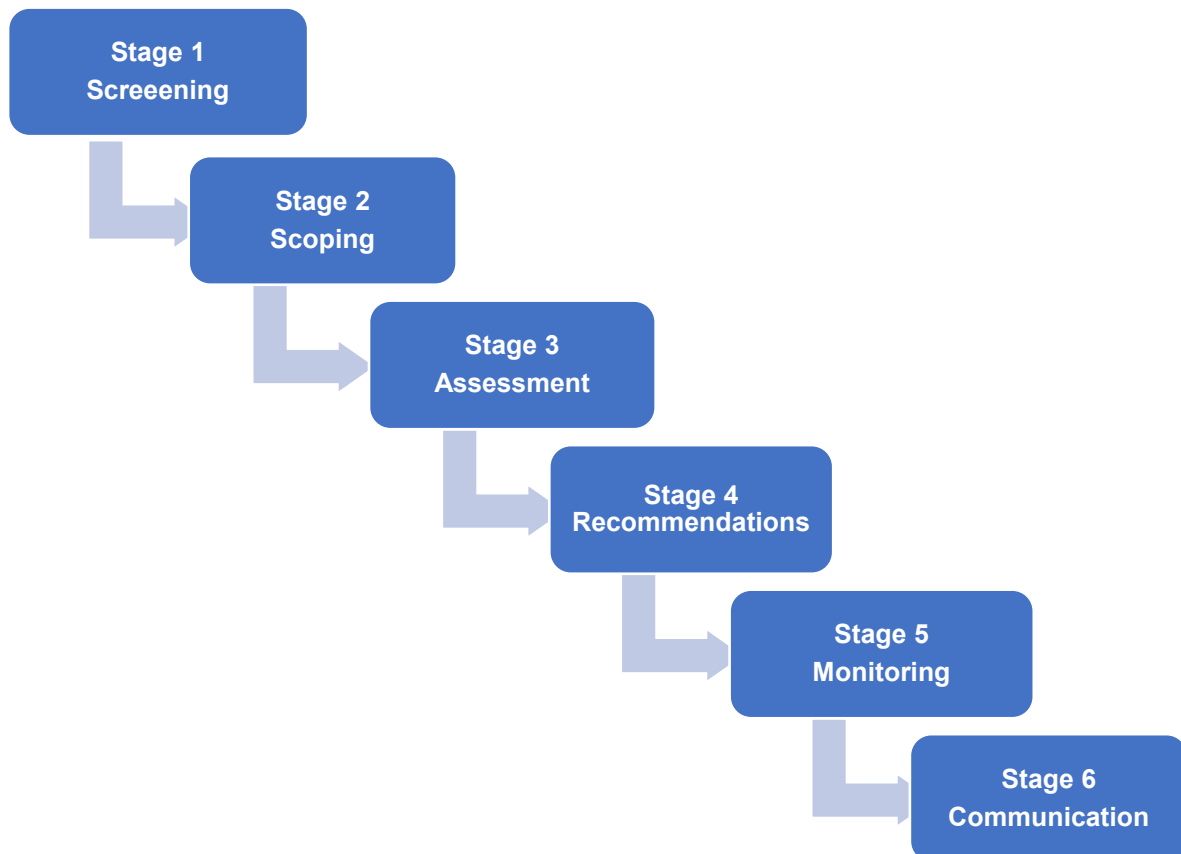 Stage 1
Screeening
Stage 2
Scoping
Stage 3
Assessment
Stage 4
Recommendations
Stage 5
Monitoring
Stage 6
Communication